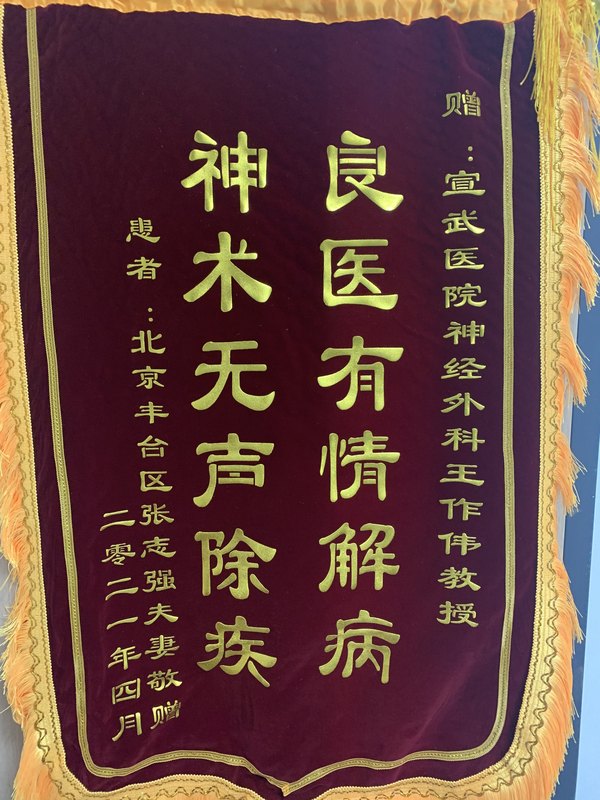 赠：宣武医院神经外科王作伟教授
良医有情解病
神术无声除疾
患者：北京丰台区张志强夫妻敬赠
二零二一年四月